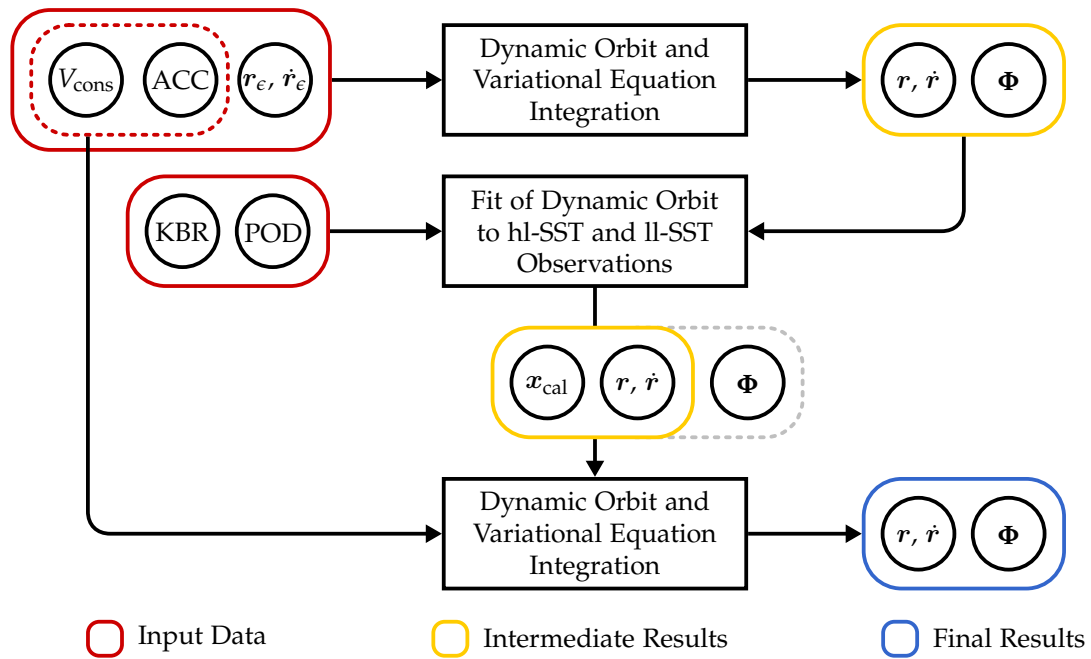 V_cons ACC r_ϵ, ṙ_ϵ
Dynamic Orbit and
Variational Equation
Integration
r, ṙ Φ
KBR POD
Fit of Dynamic Orbit
to hl-SST and ll-SST
Observations
x_cal r, ṙ Φ
Dynamic Orbit and
Variational Equation
Integration
r, ṙ Φ
Input Data
Intermediate Results
Final Results